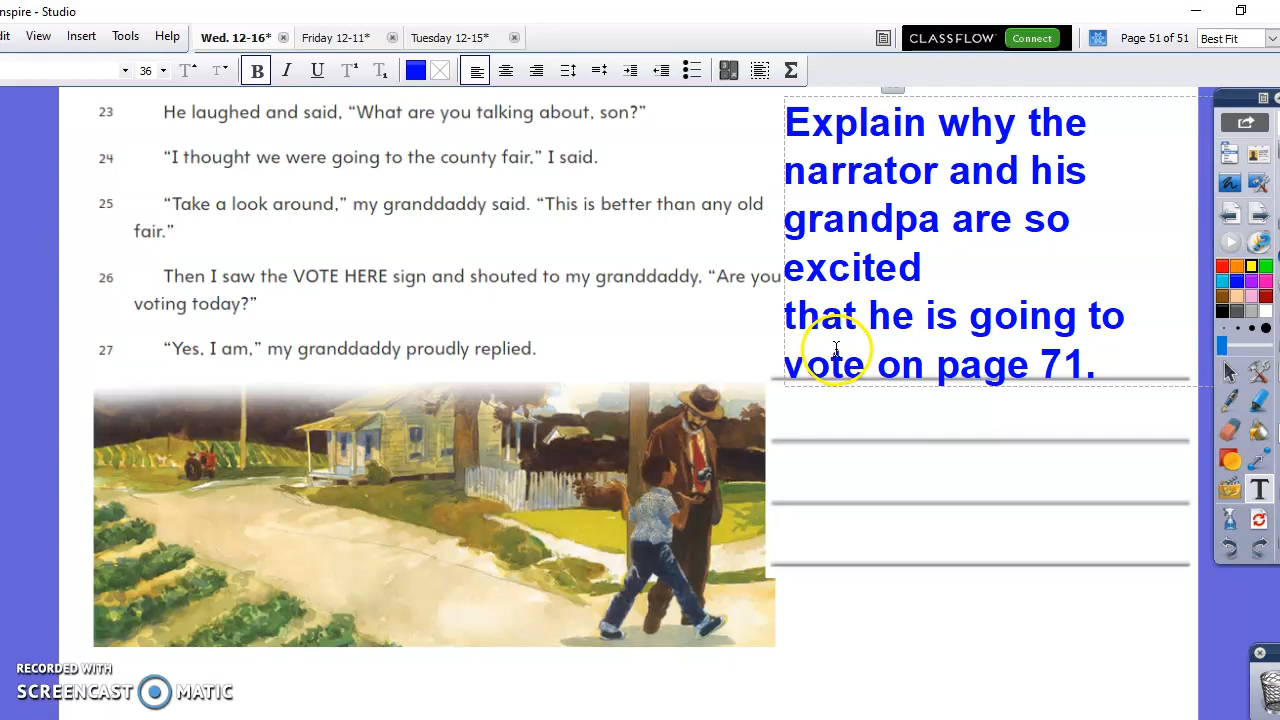 nspire - Studio
dit View Insert Tools Help
Wed. 12-16* Friday 12-11* Tuesday 12-15*
CLASSFLOW Connect
Page 51 of 51 Best Fit
36 B I U T T Σ
23 He laughed and said, “What are you talking about, son?”
24 “I thought we were going to the county fair,” I said.
25 “Take a look around,” my granddaddy said. “This is better than any old
fair.”
26 Then I saw the VOTE HERE sign and shouted to my granddaddy, “Are you
voting today?”
27 “Yes, I am,” my granddaddy proudly replied.
Explain why the
narrator and his
grandpa are so
excited
that he is going to
vote on page 71.
RECORDED WITH
SCREENCAST MATIC